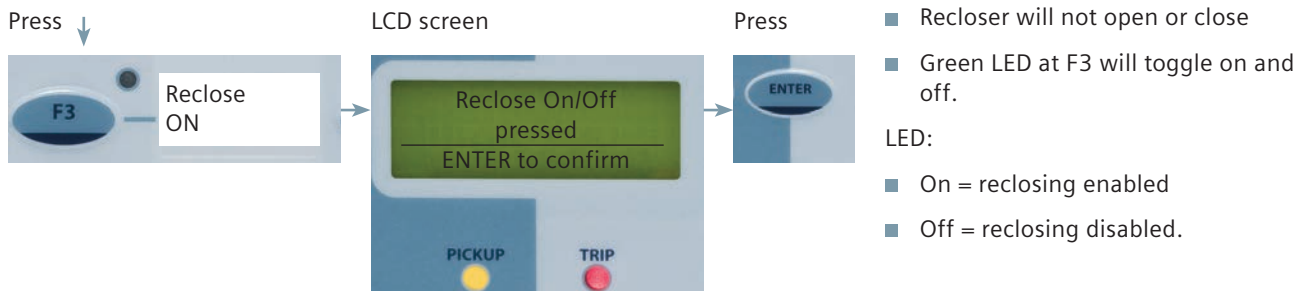 Press
F3
Reclose
ON
LCD screen
Reclose On/Off
pressed
ENTER to confirm
PICKUP
TRIP
Press
ENTER
Recloser will not open or close
Green LED at F3 will toggle on and
off.
LED:
On = reclosing enabled
Off = reclosing disabled.